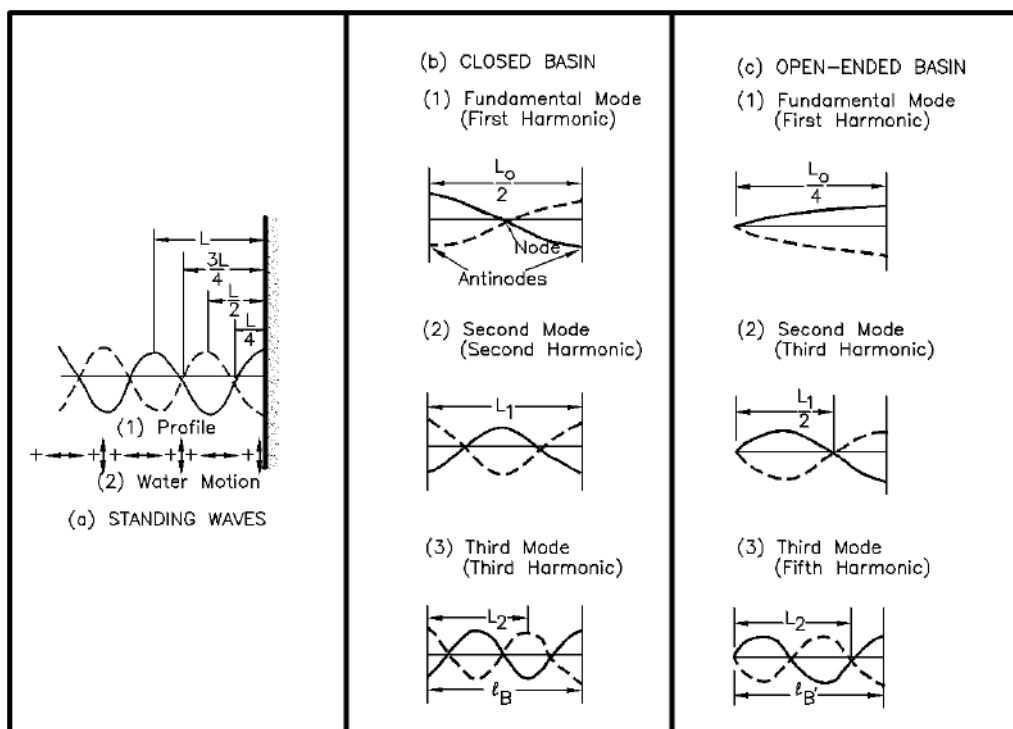 L
3L
4
L
2
L
4
(1) Profile
(2) Water Motion
(a) STANDING WAVES
(b) CLOSED BASIN
(1) Fundamental Mode
(First Harmonic)
Lo
2
Node
Antinodes
(2) Second Mode
(Second Harmonic)
L1
(3) Third Mode
(Third Harmonic)
L2
ℓB
(c) OPEN-ENDED BASIN
(1) Fundamental Mode
(First Harmonic)
Lo
4
(2) Second Mode
(Third Harmonic)
L1
2
(3) Third Mode
(Fifth Harmonic)
L2
ℓB'